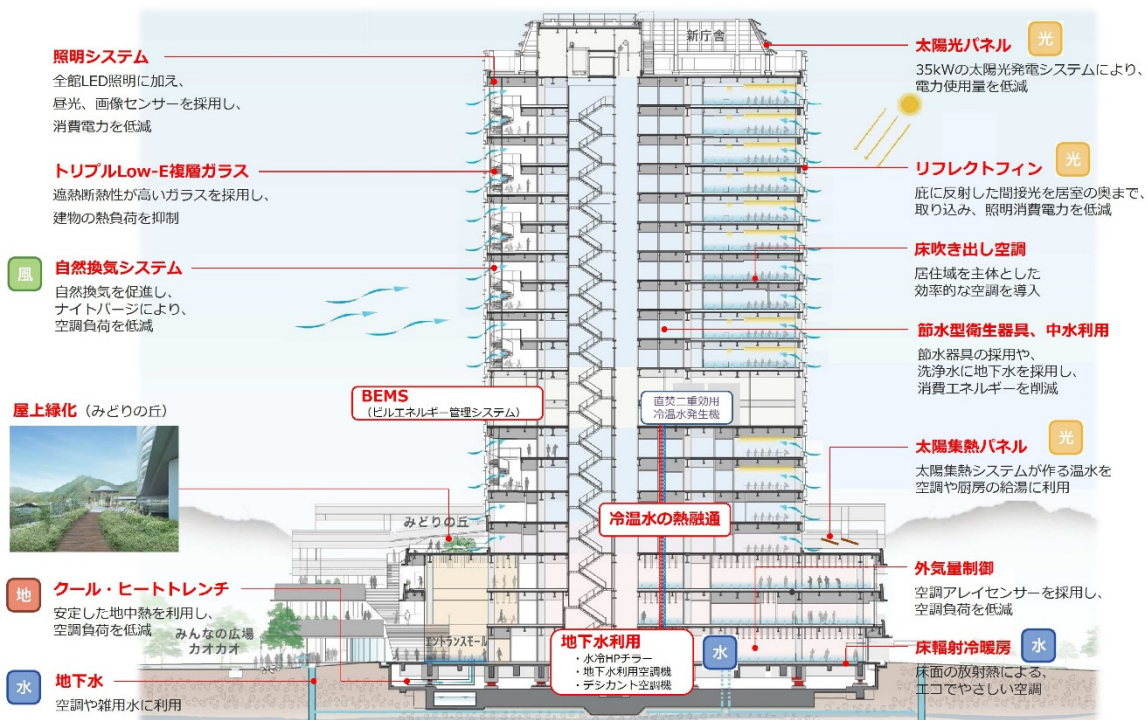 新庁舎
照明システム
全館LED照明に加え、
昼光、画像センサーを採用し、
消費電力を低減
トリプルLow-E複層ガラス
遮熱断熱性が高いガラスを採用し、
建物の熱負荷を抑制
風
自然換気システム
自然換気を促進し、
ナイトパージにより、
空調負荷を低減
BEMS
（ビルエネルギー管理システム）
屋上緑化（みどりの丘）
みどりの丘
地
クール・ヒートトレンチ
安定した地中熱を利用し、
空調負荷を低減
みんなの広場
カオカオ
エントランスモール
水
地下水
空調や雑用水に利用
直焚二重効用
冷温水発生機
冷温水の熱融通
地下水利用
・水冷HPチラー
・地下水利用空調機
・デシカント空調機
水
太陽光パネル
光
35kWの太陽光発電システムにより、
電力使用量を低減
リフレクトフィン
光
庇に反射した間接光を居室の奥まで、
取り込み、照明消費電力を低減
床吹き出し空調
居住域を主体とした
効率的な空調を導入
節水型衛生器具、中水利用
節水器具の採用や、
洗浄水に地下水を採用し、
消費エネルギーを削減
太陽集熱パネル
光
太陽集熱システムが作る温水を
空調や厨房の給湯に利用
外気量制御
空調アレイセンサーを採用し、
空調負荷を低減
床輻射冷暖房
水
床面の放射熱による、
エコでやさしい空調